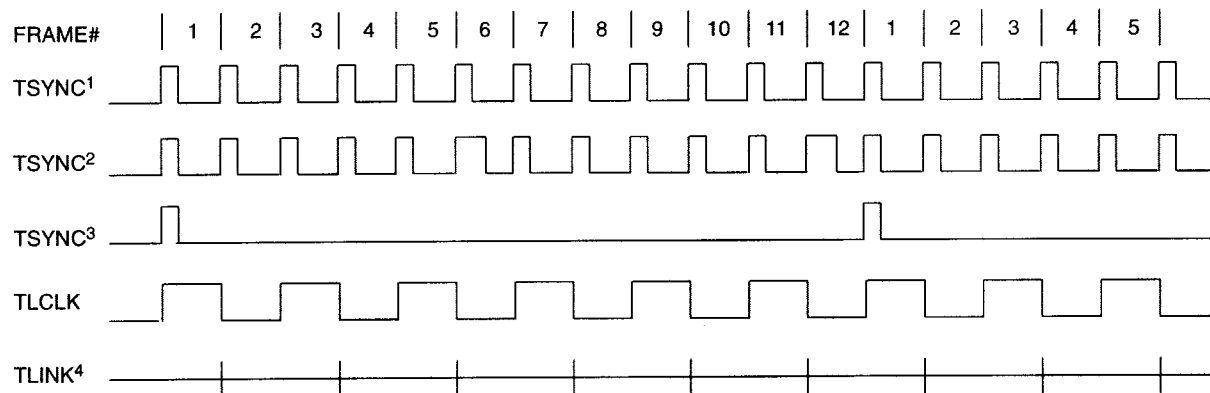 FRAME# 1 2 3 4 5 6 7 8 9 10 11 12 1 2 3 4 5
TSYNC¹
TSYNC²
TSYNC³
TLCLK
TLINK⁴